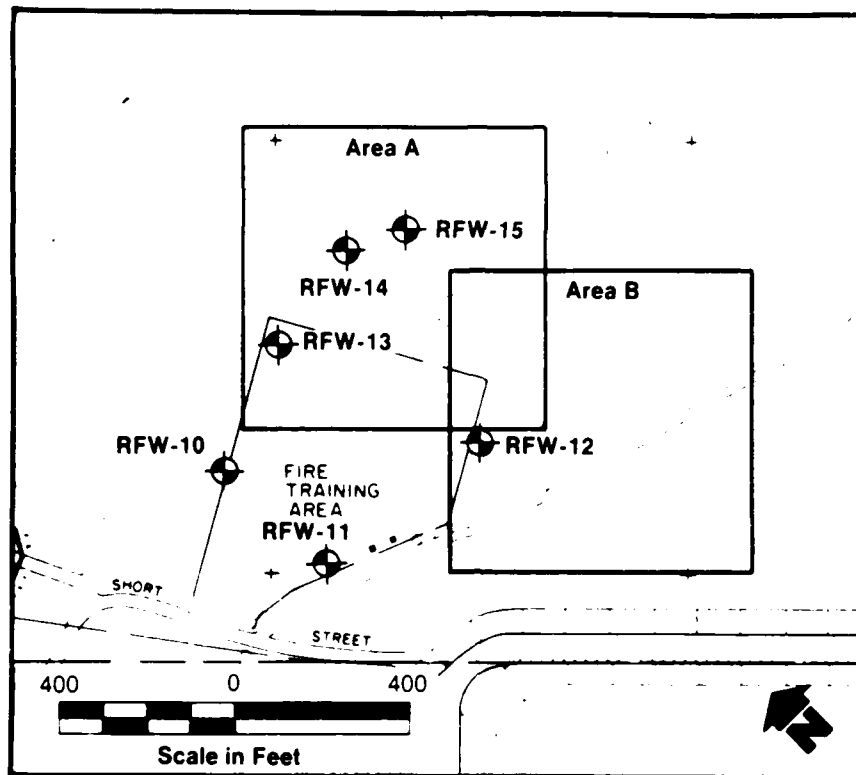 Area A
RFW-15
RFW-14
Area B
RFW-13
RFW-10
RFW-12
FIRE
TRAINING
AREA
RFW-11
SHORT
STREET
400 0 400
Scale in Feet
N